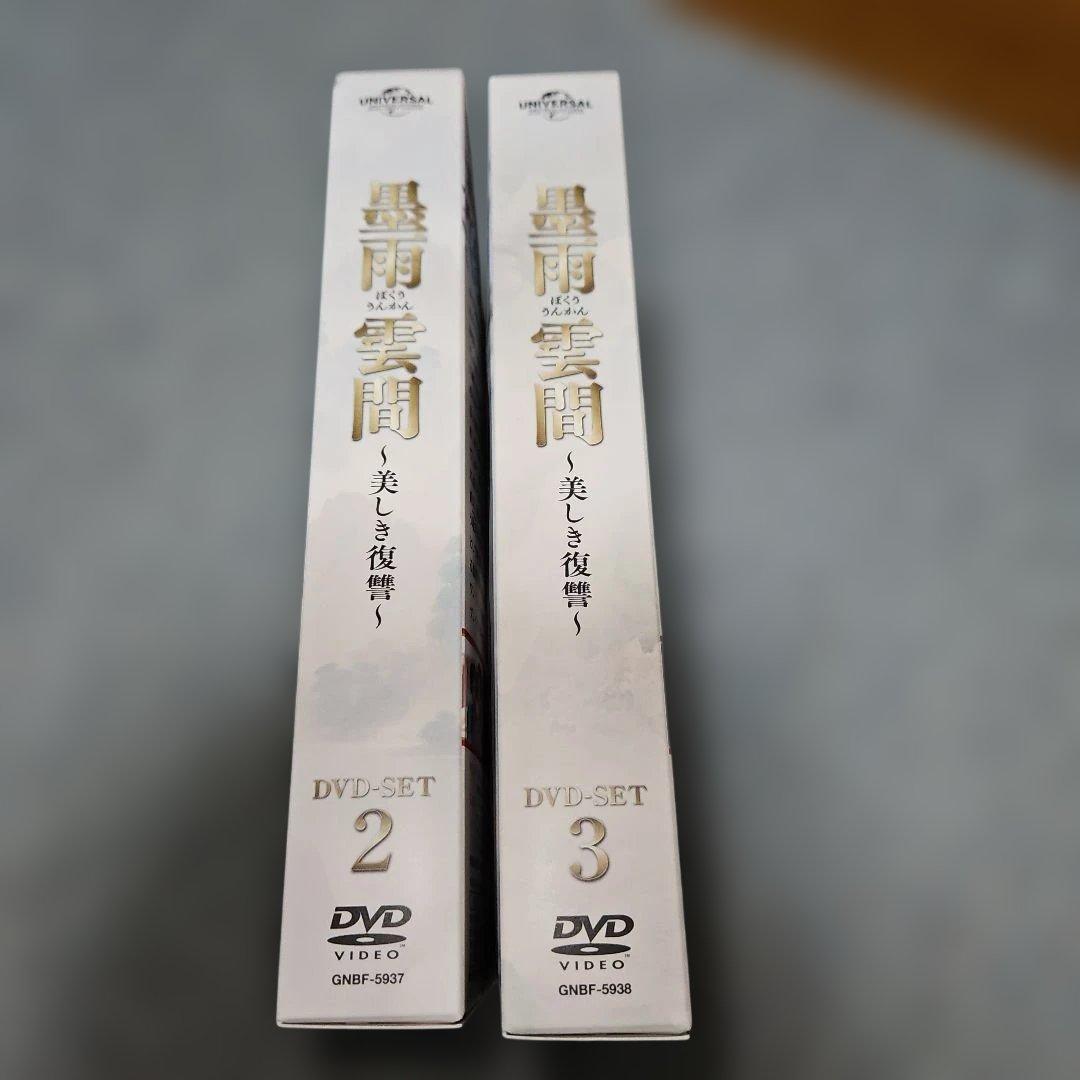 UNIVERSAL
墨雨
ぼくう
うんかん
雲間
～美しき復讐～
DVD-SET
2
DVD
VIDEO
GNBF-5937
UNIVERSAL
墨雨
ぼくう
うんかん
雲間
～美しき復讐～
DVD-SET
3
DVD
VIDEO
GNBF-5938